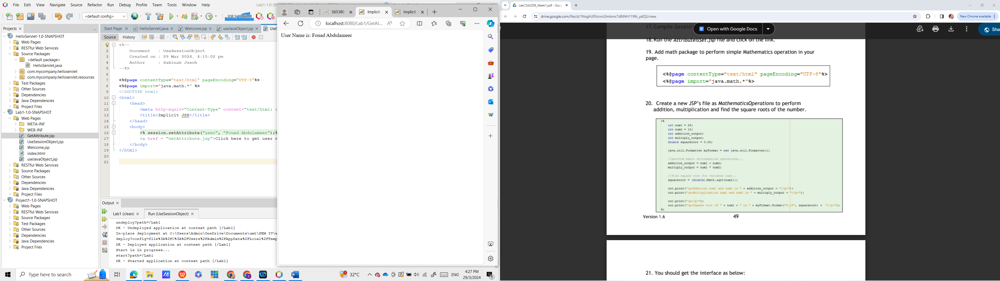 File Edit View Navigate Source Refactor Run Debug Profile Team Tools Window Help
<default config>
308.5/1006MB
Projects
HelloServlet-1.0-SNAPSHOT
Web Pages
RESTful Web Services
Source Packages
<default package>
HelloServlet.java
com.mycompany.helloservlet
com.mycompany.helloservlet.resources
Test Packages
Other Sources
Dependencies
Java Dependencies
Project Files
Lab1-1.0-SNAPSHOT
Web Pages
META-INF
WEB-INF
GetAttribute.jsp
UseSessionObject.jsp
Welcome.jsp
index.html
useJavaObject.jsp
RESTful Web Services
Source Packages
Other Sources
Dependencies
Java Dependencies
Project Files
Project1-1.0-SNAPSHOT
Web Pages
RESTful Web Services
Source Packages
Test Packages
Other Sources
Dependencies
Java Dependencies
Project Files
Start Page HelloServlet.java Welcome.jsp useJavaObject.jsp UseS
Source History
<%--
2 Document : UseSessionObject
3 Created on : 29 Mar 2024, 4:15:02 pm
4 Author : Sakinah Jusoh
5 --%>
6
7 <%@page contentType="text/html" pageEncoding="UTF-8"%>
8 <%@page import="java.math.*" %>
9 <!DOCTYPE html>
10 <html>
11 <head>
12 <meta http-equiv="Content-Type" content="text/html; c
13 <title>Implicit JSP</title>
14 </head>
15 <body>
16 <% session.setAttribute("user", "Fouad Abdulameer");%
17 <a href = "GetAttribute.jsp">Click here to get user n
18 </body>
19 </html>
20
21
Output
Lab1 (clean) Run (UseSessionObject)
undeploy?path=/Lab1
OK - Undeployed application at context path [/Lab1]
In-place deployment at C:\Users\Admin\OneDrive\Documents\umt\SEM IV\w
deploy?config=file%3A%2FC%3A%2FUsers%2FAdmin%2FAppData%2FLocal%2FTemp
OK - Deployed application at context path [/Lab1]
Start is in progress...
start?path=/Lab1
OK - Started application at context path [/Lab1]
S65380 Implicit Implicit
localhost:8080/Lab1/GetAt...
User Name is: Fouad Abdulameer
Type here to search
32°C
ENG
4:27 PM
29/3/2024
LabCSA3209_Week1.pdf - Goo
drive.google.com/file/d/1NxghUEVcnnL0mbms7d8iNH119Ih_ydQ3/view
New Chrome available
Open with Google Docs
Sha
17. Compile GetAttr
18. Run the AttributeIsSet.jsp file and click on the link.
19. Add math package to perform simple Mathematics operation in your
page.
<%@page contentType="text/html" pageEncoding="UTF-8"%>
<%@page import="java.math.*"%>
20. Create a new JSP's file as MathematicsOperations to perform
addition, multiplication and find the square roots of the number.
<%
int num1 = 25;
int num2 = 10;
int addition_output;
int multiply_output;
double squareroot = 0.00;
java.util.Formatter myFormat = new java.util.Formatter();
//perform basic arithematics operations,,,
addition_output = num1 + num2;
multiply_output = num1 * num2;
//Find square root for variable num1..
squareroot = (double)(Math.sqrt(num1));
out.print("<p>Addition num1 and num2 is " + addition_output + "</p>");
out.print("<p>Multiplication num1 and num2 is " + multiply_output + "</p>");
out.print("<p</p>");
out.print("<p>Square root of " + num1 + " is " + myFormat.format("%.2f", squareroot) + "</p>");
%>
Version 1.6 49
21. You should get the interface as below: